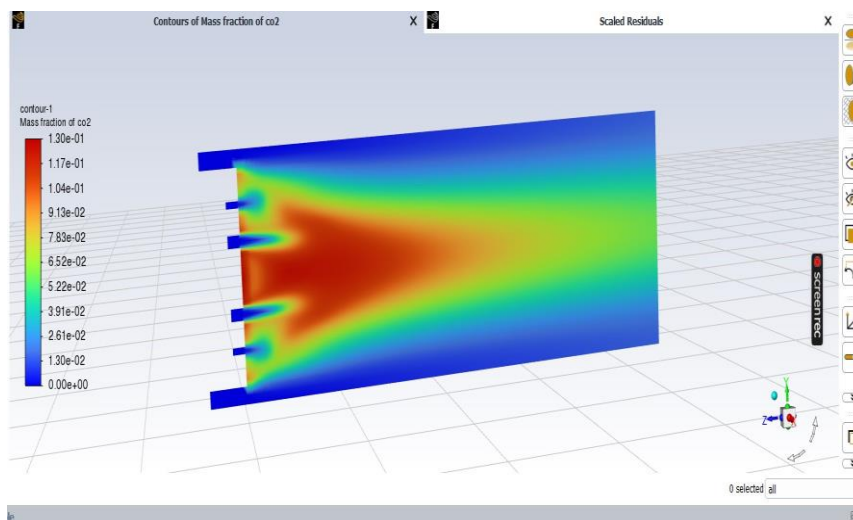 Contours of Mass fraction of co2
X
Scaled Residuals
X
contour-1
Mass fraction of co2
1.30e-01
1.17e-01
1.04e-01
9.13e-02
7.83e-02
6.52e-02
5.22e-02
3.91e-02
2.61e-02
1.30e-02
0.00e+00
screenrec
Y
Z
0 selected all